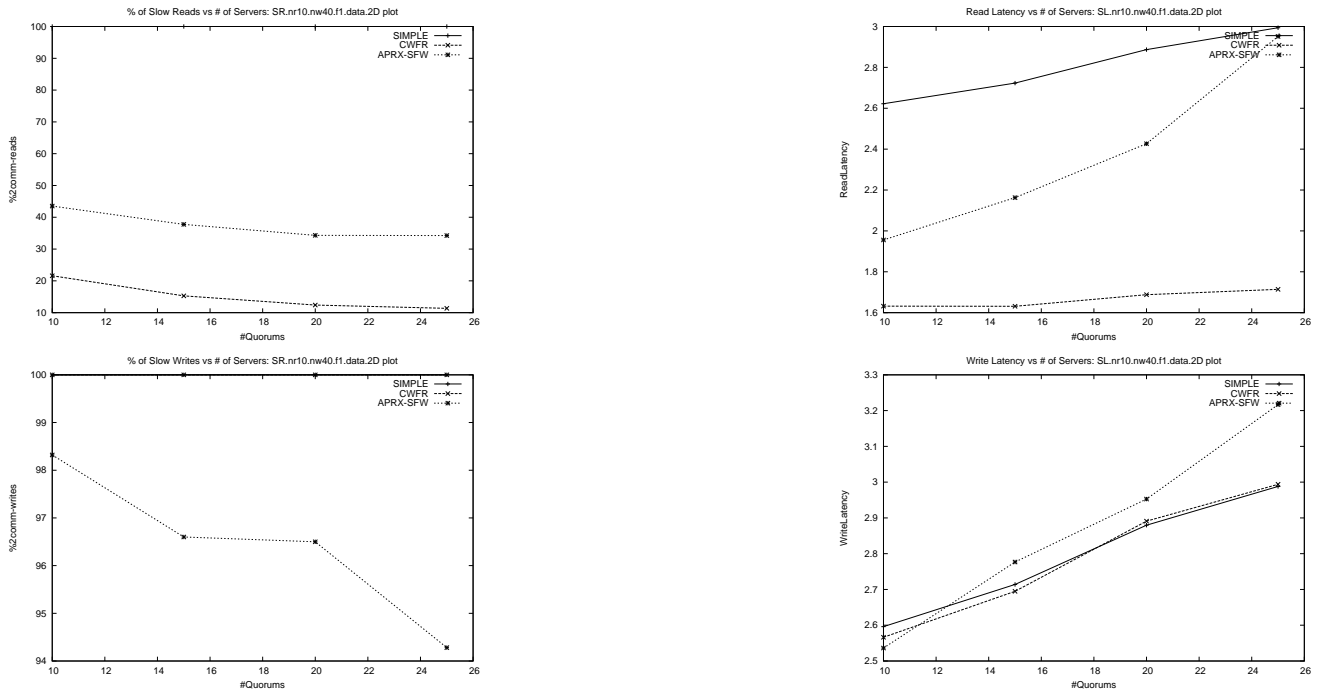 % of Slow Reads vs # of Servers: SR.nr10.nw40.f1.data.2D plot
100
90
80
70
60
50
40
30
20
10
%2comm-reads
SIMPLE
CWFR
APRX-SFW
10 12 14 16 18 20 22 24 26
#Quorums
Read Latency vs # of Servers: SL.nr10.nw40.f1.data.2D plot
3
2.8
2.6
2.4
2.2
2
1.8
1.6
ReadLatency
SIMPLE
CWFR
APRX-SFW
10 12 14 16 18 20 22 24 26
#Quorums
% of Slow Writes vs # of Servers: SR.nr10.nw40.f1.data.2D plot
100
99
98
97
96
95
94
%2comm-writes
SIMPLE
CWFR
APRX-SFW
10 12 14 16 18 20 22 24 26
#Quorums
Write Latency vs # of Servers: SL.nr10.nw40.f1.data.2D plot
3.3
3.2
3.1
3
2.9
2.8
2.7
2.6
2.5
WriteLatency
SIMPLE
CWFR
APRX-SFW
10 12 14 16 18 20 22 24 26
#Quorums